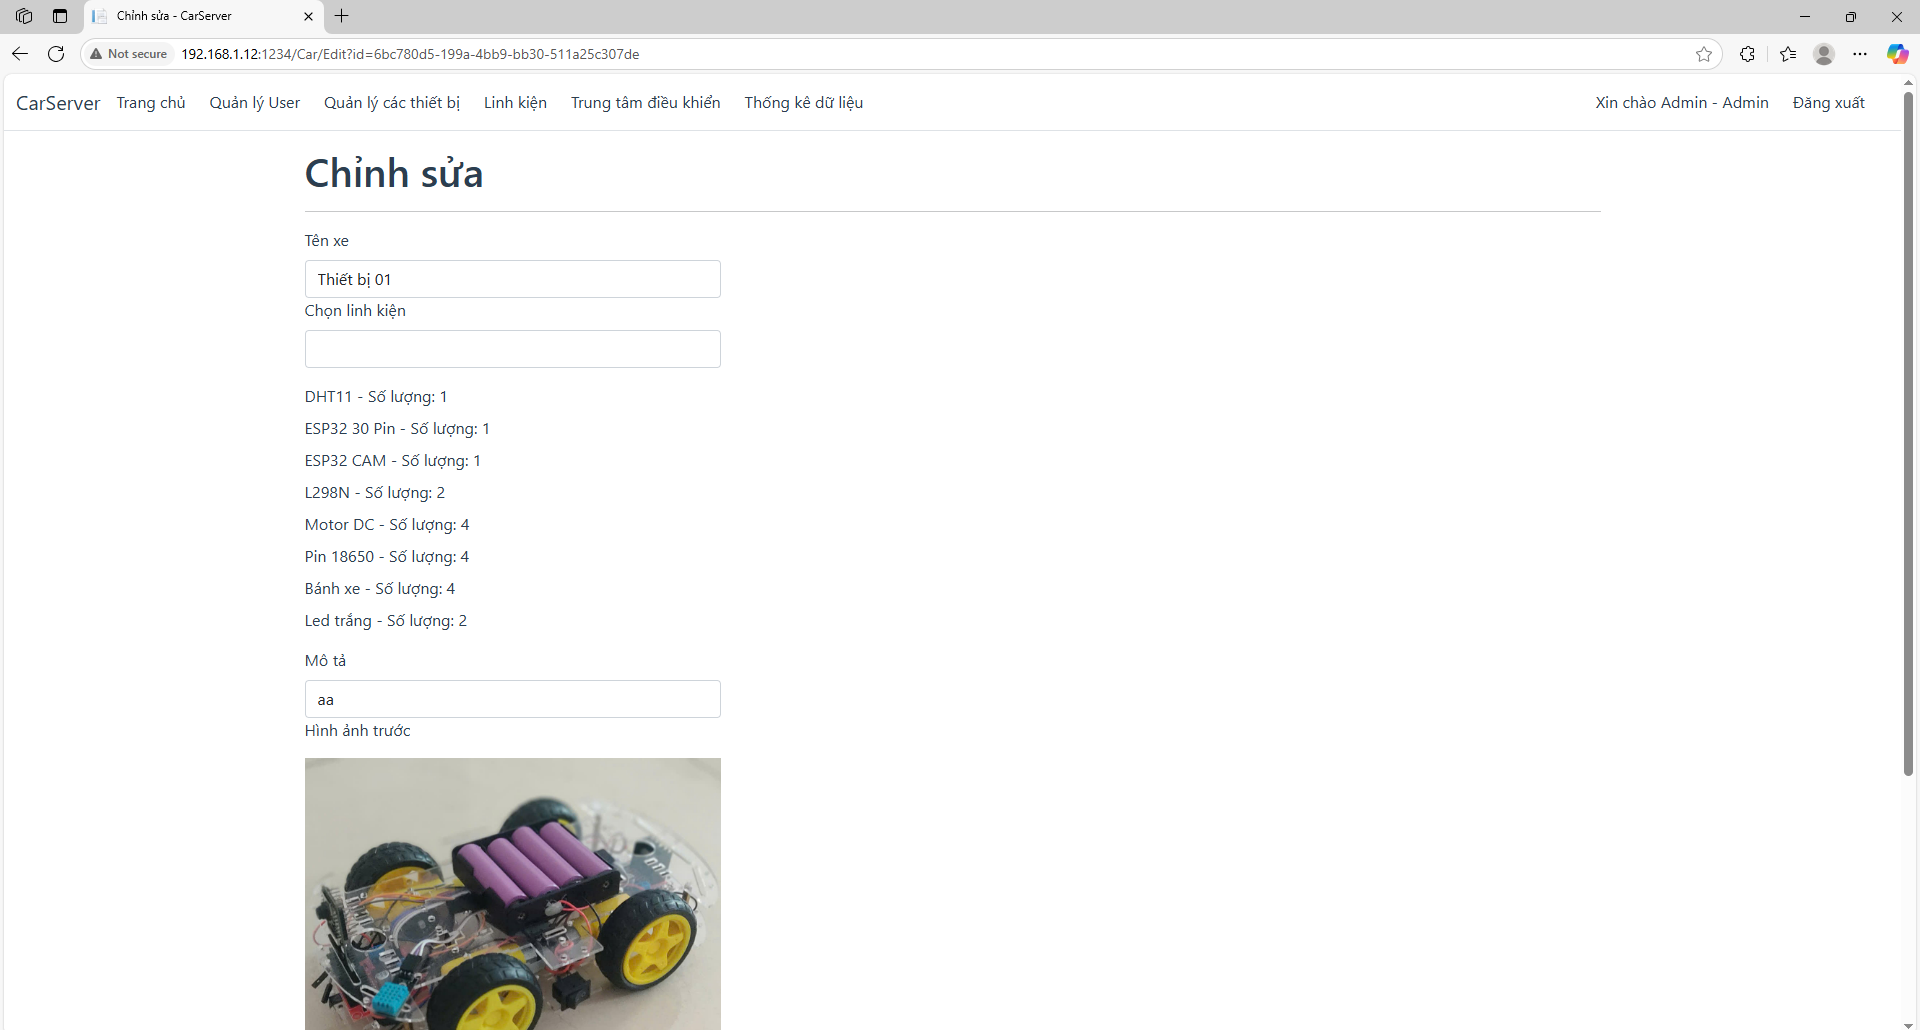 Chỉnh sửa - CarServer
Not secure 192.168.1.12:1234/Car/Edit?id=6bc780d5-199a-4bb9-bb30-511a25c307de
CarServer Trang chủ Quản lý User Quản lý các thiết bị Linh kiện Trung tâm điều khiển Thống kê dữ liệu Xin chào Admin - Admin Đăng xuất
Chỉnh sửa
Tên xe
Thiết bị 01
Chọn linh kiện
DHT11 - Số lượng: 1
ESP32 30 Pin - Số lượng: 1
ESP32 CAM - Số lượng: 1
L298N - Số lượng: 2
Motor DC - Số lượng: 4
Pin 18650 - Số lượng: 4
Bánh xe - Số lượng: 4
Led trắng - Số lượng: 2
Mô tả
aa
Hình ảnh trước